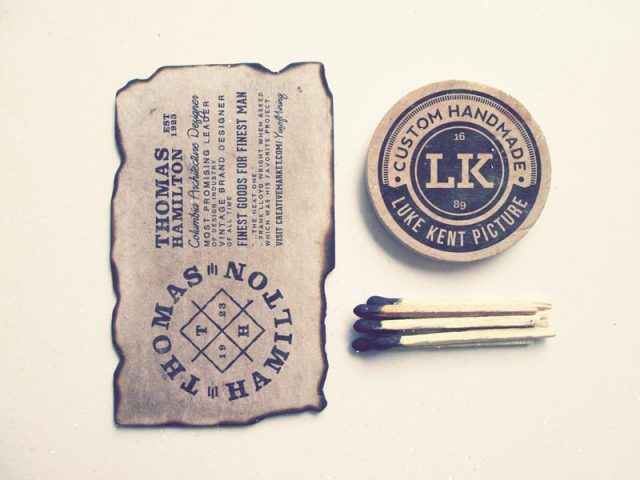 THOMAS
HAMILTON
EST
1923
Columbia Architecture Designer
MOST PROMISING LEADER
OF DESIGN INDUSTRY
VINTAGE BRAND DESIGNER
OF ALL TIME
FINEST GOODS FOR FINEST MAN
THE NEXT ONE.
FRANK LLOYD WRIGHT WHEN ASKED
WHICH WAS HIS FAVORITE PROJECT.
VISIT CREATIVEMARKET.COM/
THOMAS
HAMILTON
T H
19 23
CUSTOM HANDMADE
16
LK
89
LUKE KENT PICTURE